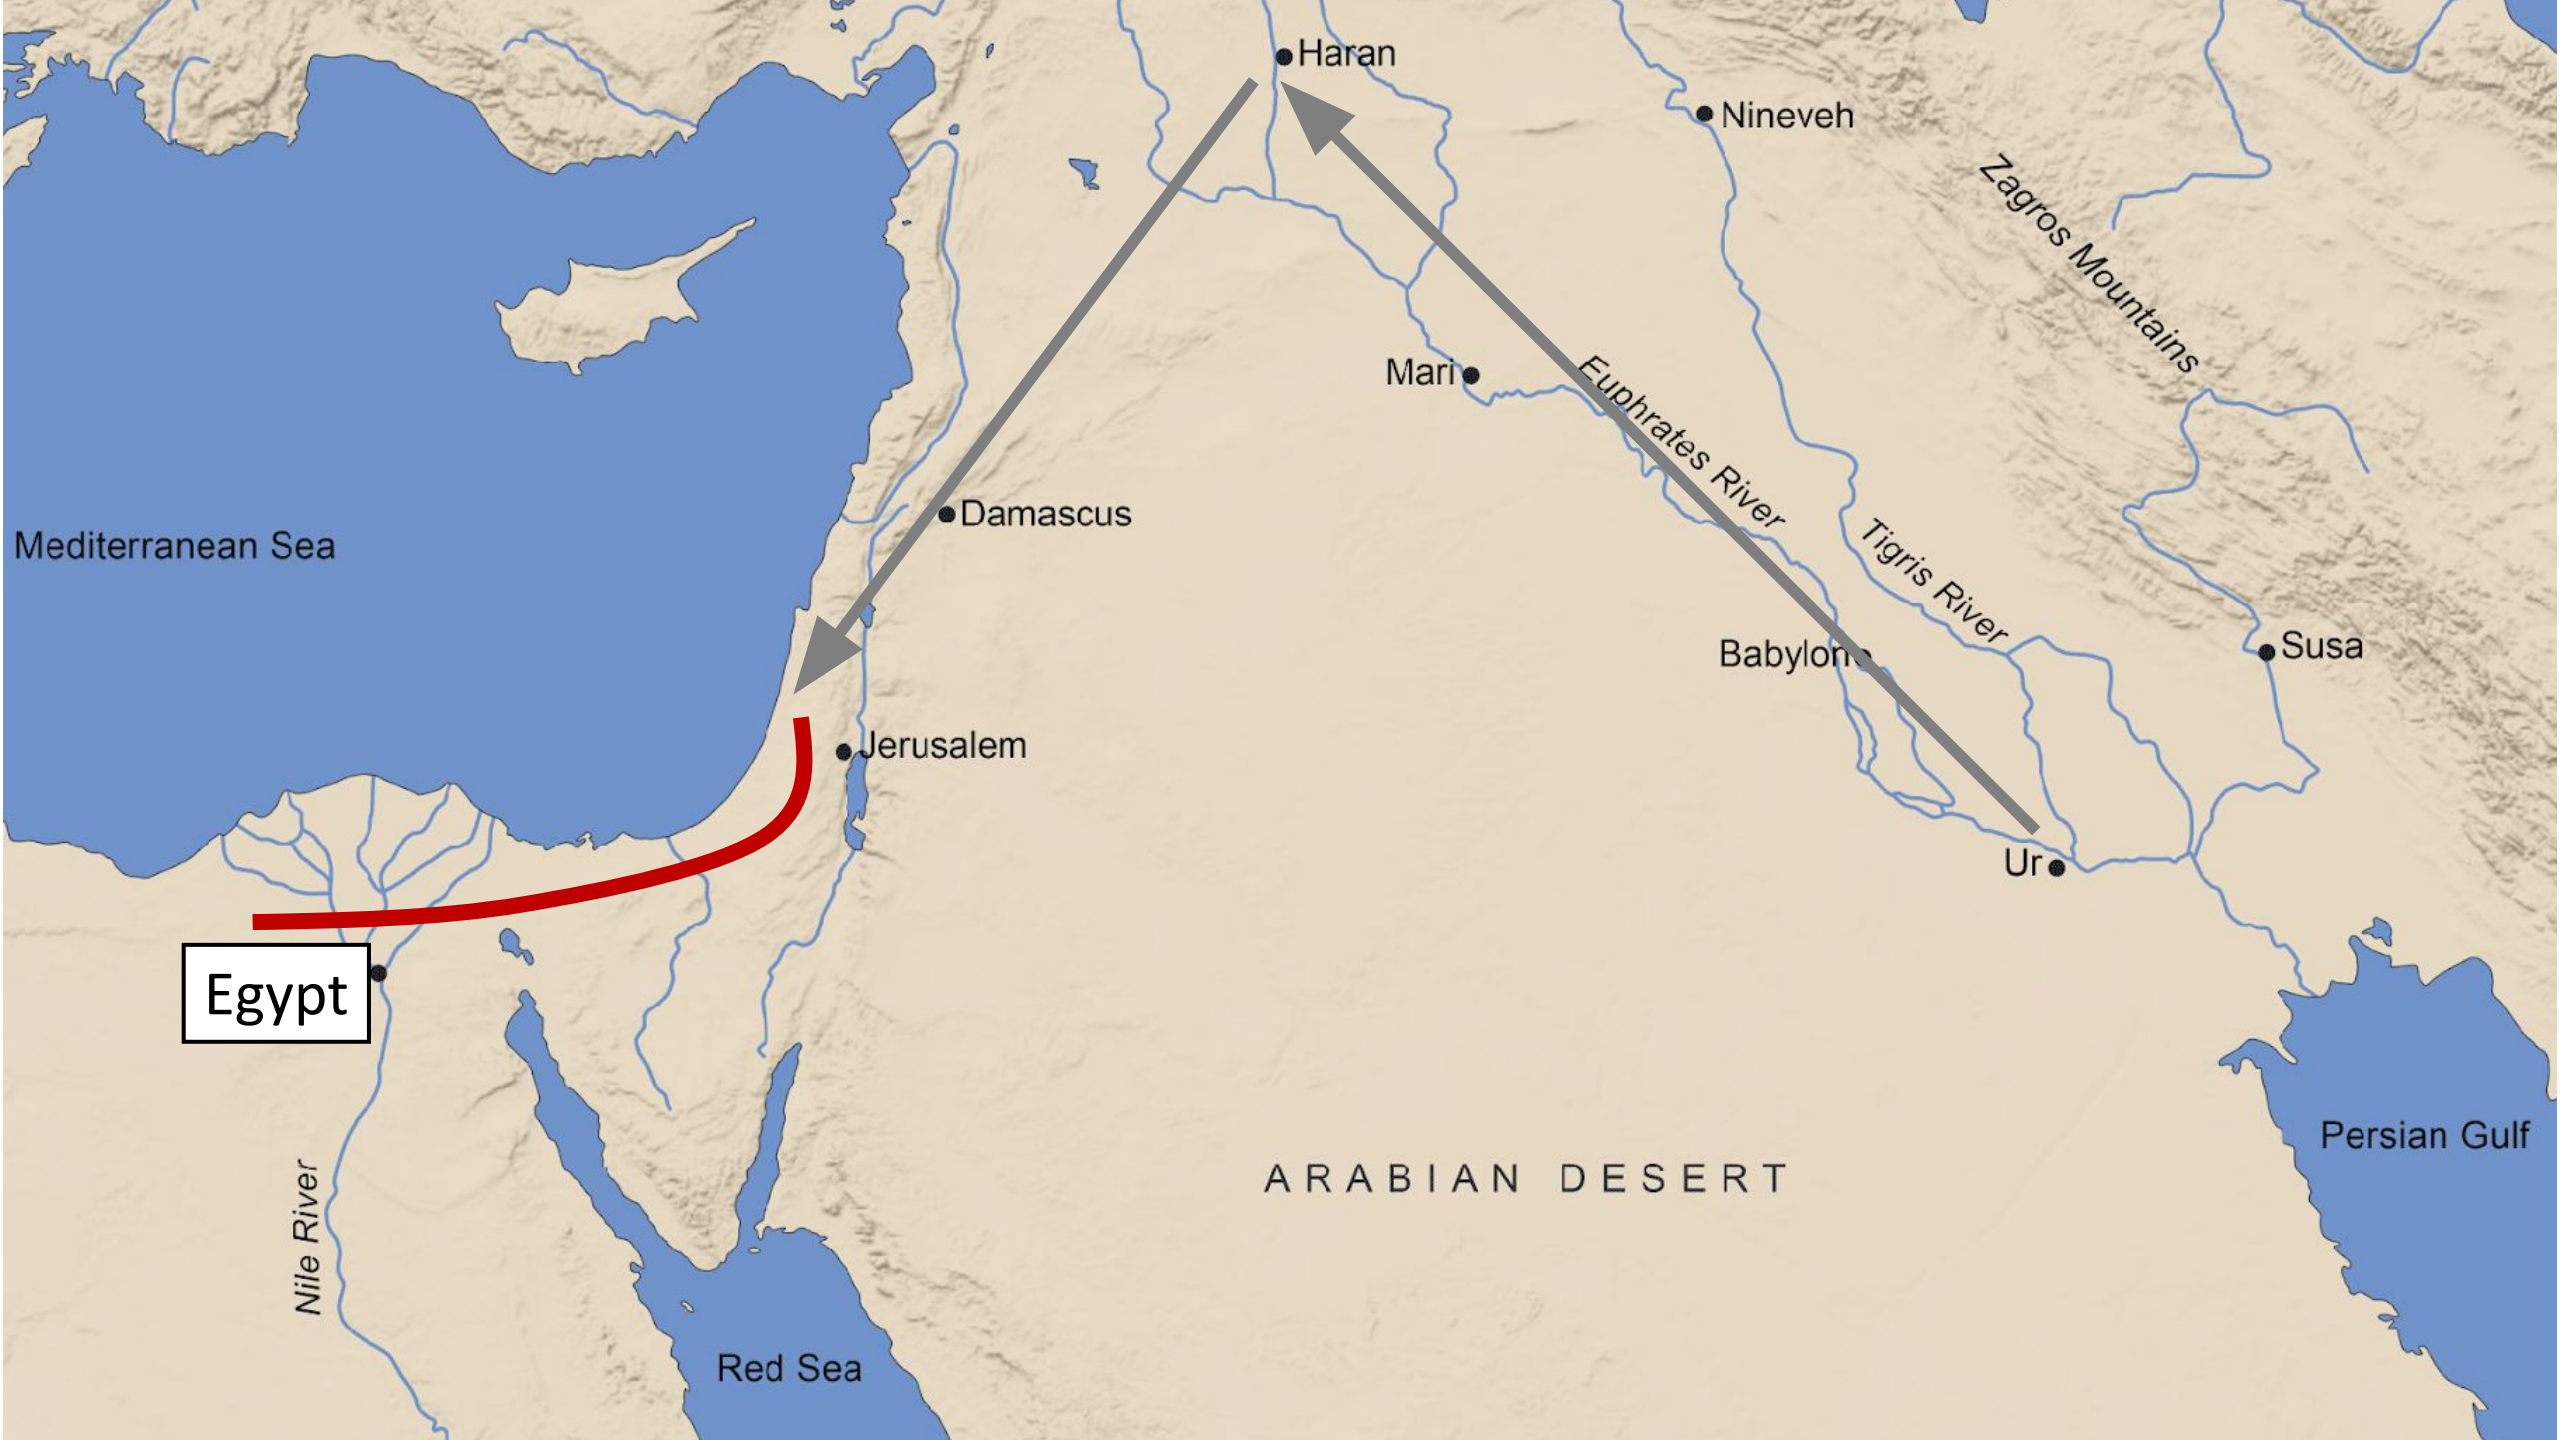 Haran
Nineveh
Zagros Mountains
Mari
Euphrates River
Damascus
Mediterranean Sea
Tigris River
Babylon
Susa
Jerusalem
Ur
Egypt
Persian Gulf
ARABIAN DESERT
Nile River
Red Sea